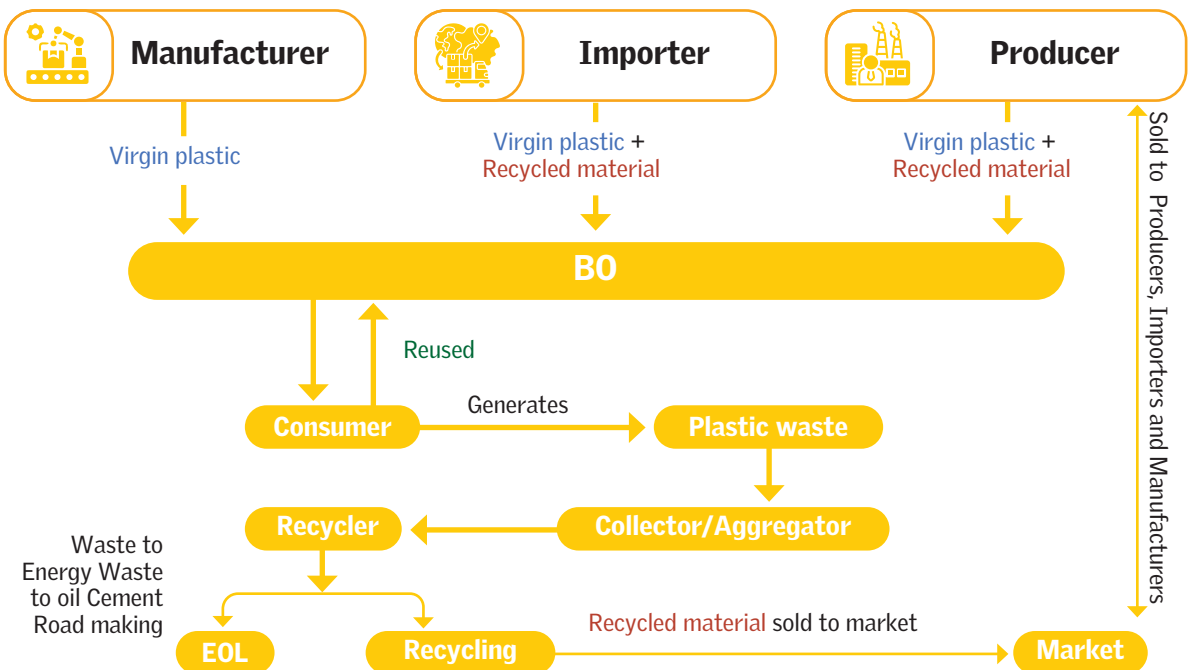 Manufacturer
Importer
Producer
Virgin plastic
Virgin plastic +
Recycled material
Virgin plastic +
Recycled material
BO
Reused
Consumer
Generates
Plastic waste
Recycler
Collector/Aggregator
Waste to
Energy Waste
to oil Cement
Road making
EOL
Recycling
Recycled material sold to market
Market
Sold to Producers, Importers and Manufacturers